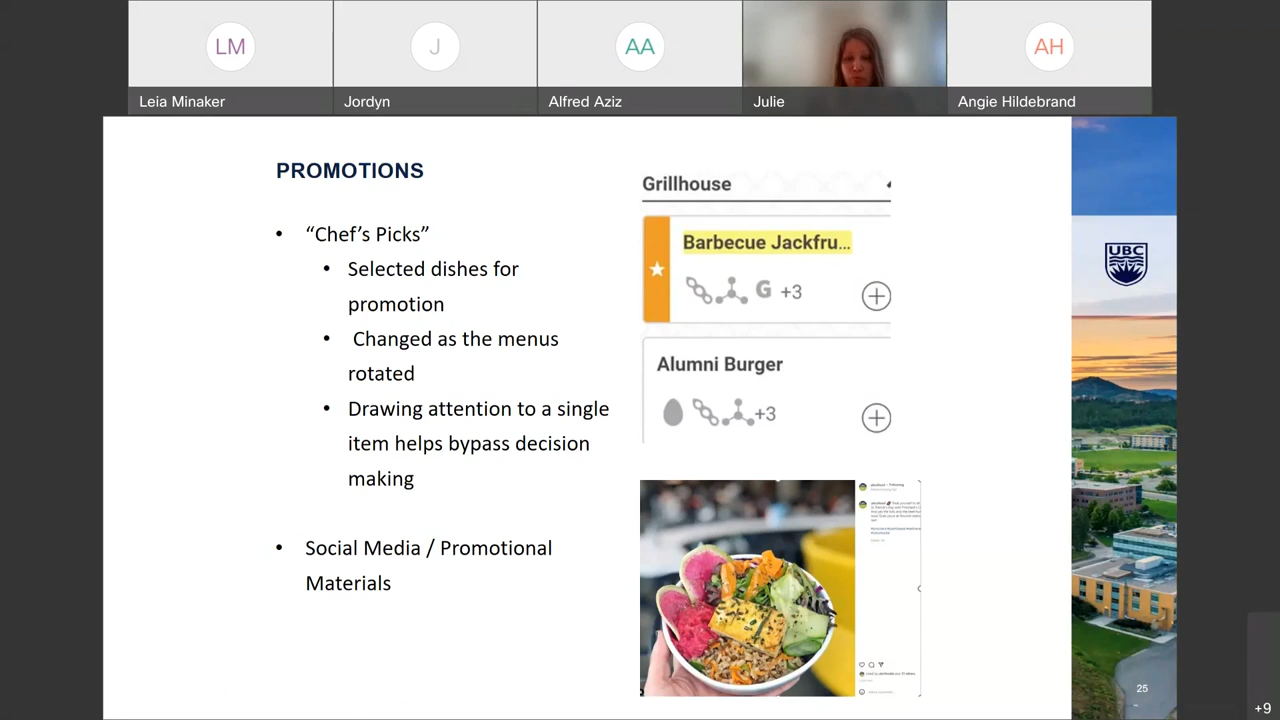 LM
J
AA
AH
Leia Minaker
Jordyn
Alfred Aziz
Julie
Angie Hildebrand
PROMOTIONS
• “Chef’s Picks”
• Selected dishes for
promotion
• Changed as the menus
rotated
• Drawing attention to a single
item helps bypass decision
making
• Social Media / Promotional
Materials
Grillhouse
Barbecue Jackfru...
G +3
Alumni Burger
+3
UBC
25
+9